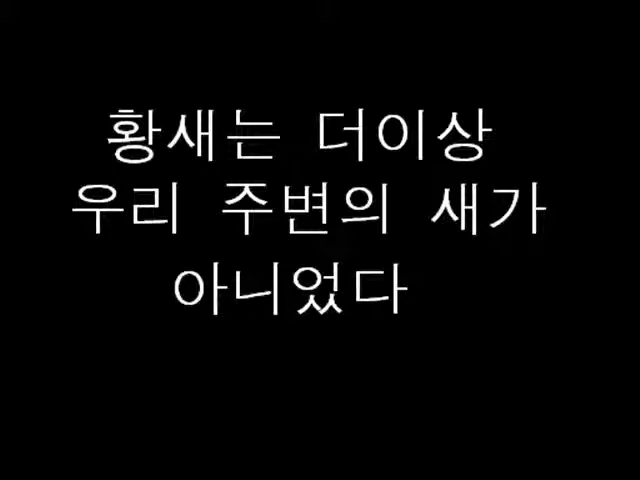 황새는 더이상
우리 주변의 새가
아니었다